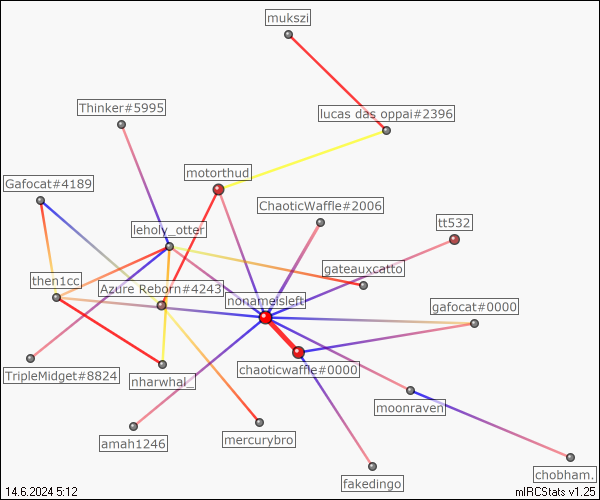 mukszi
Thinker#5995
lucas das oppai#2396
motorthud
Gafocat#4189
ChaoticWaffle#2006
tt532
leholy_otter
gateauxcatto
then1cc
Azure Reborn#4243
nonameisleft
gafocat#0000
TripleMidget#8824
nharwhal_
chaoticwaffle#0000
moonraven
amah1246
mercurybro
fakedingo
chobham.
14.6.2024 5:12
mIRCStats v1.25